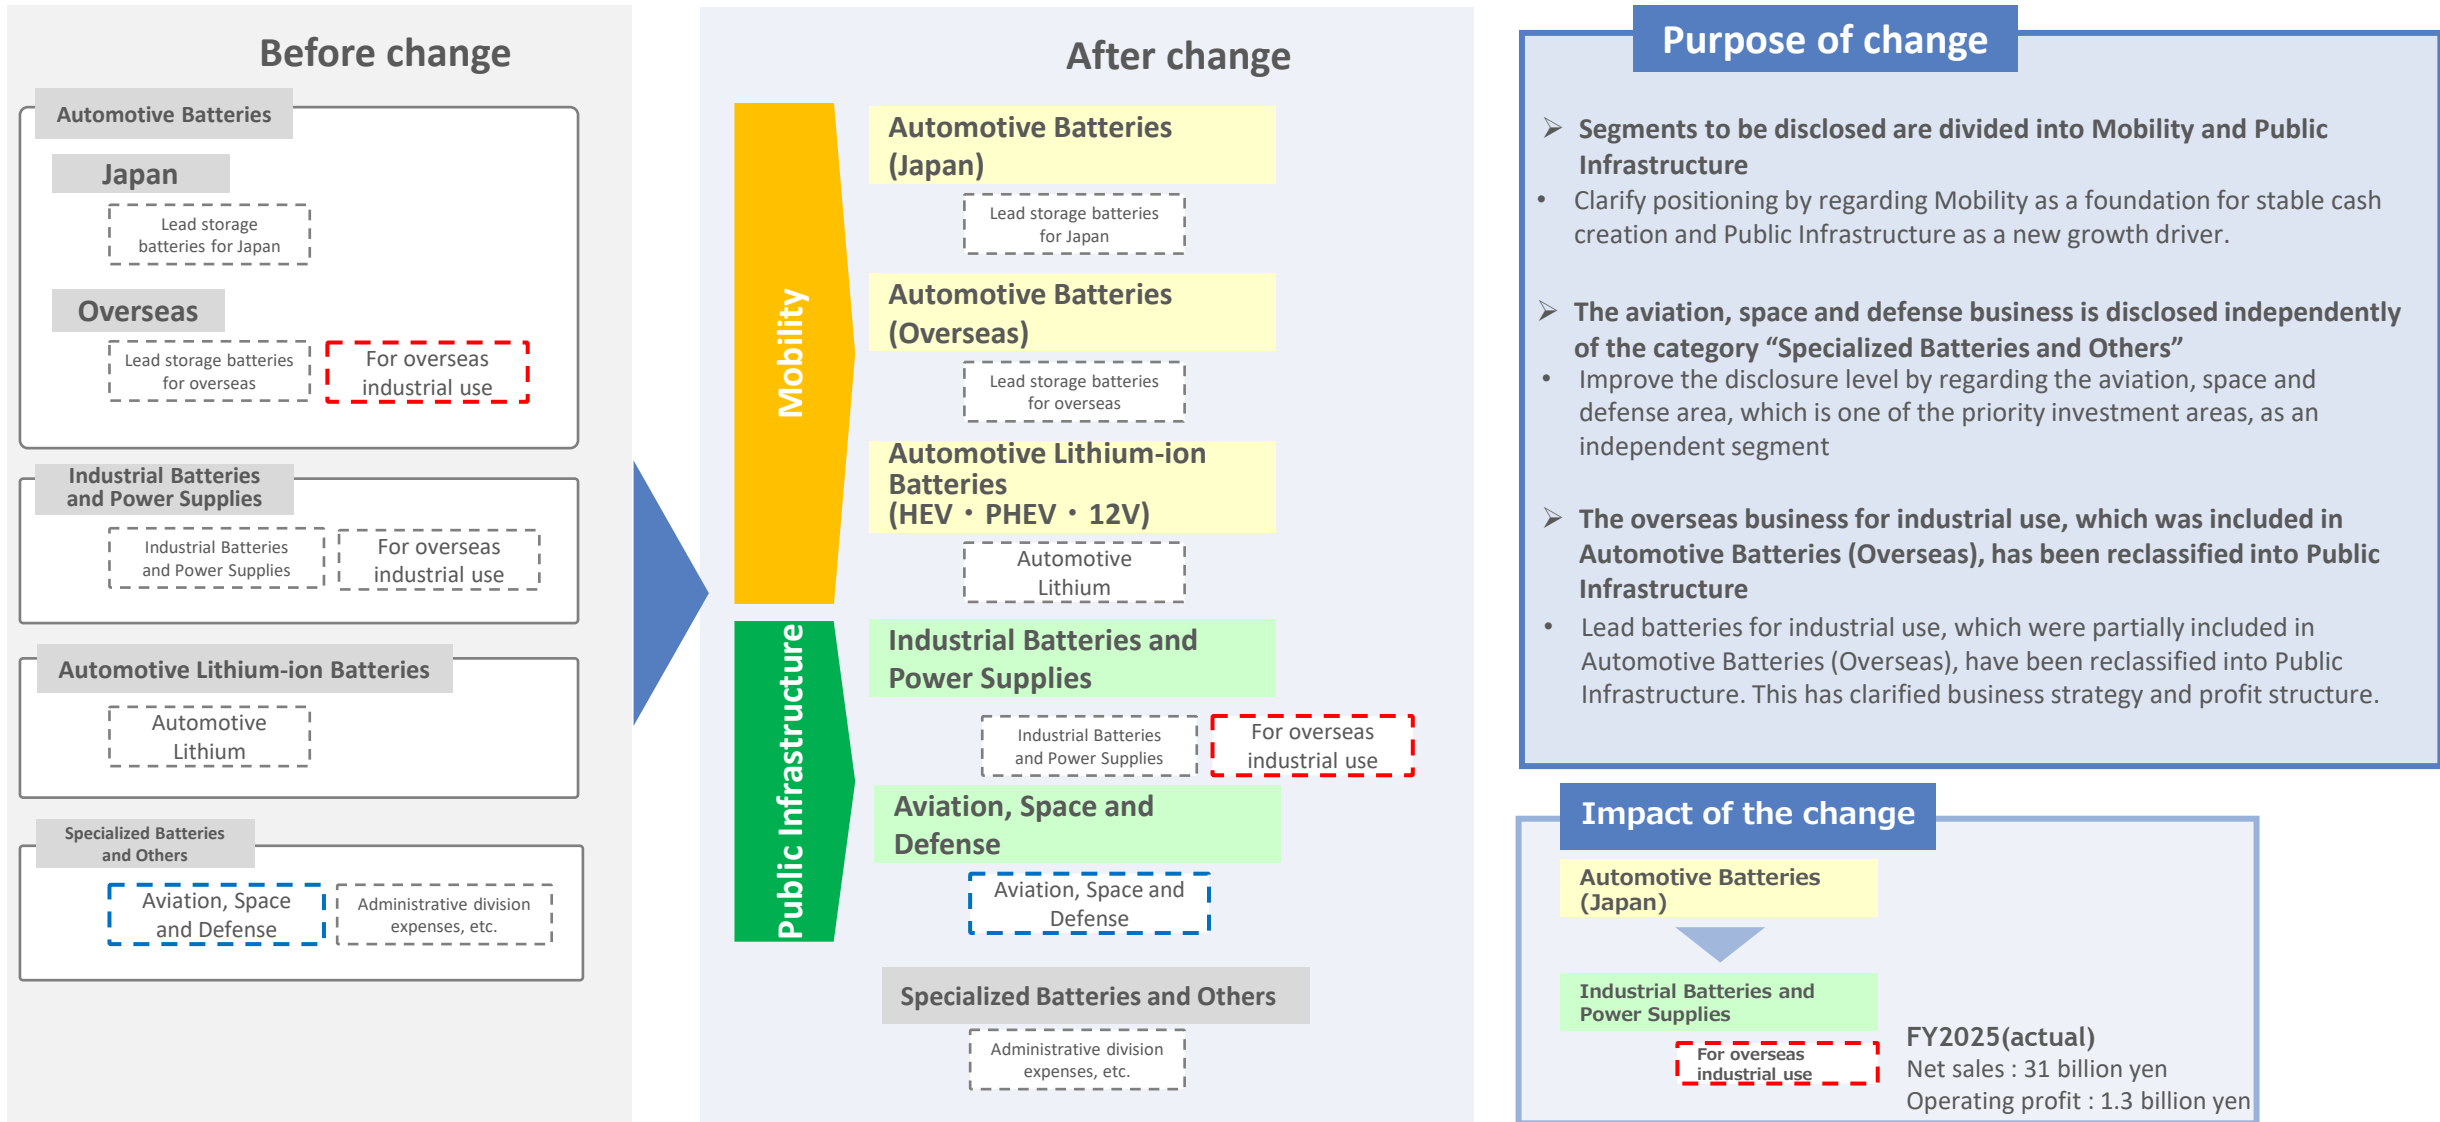 Before change
Automotive Batteries
Japan
Lead storage
batteries for Japan
Overseas
Lead storage batteries
for overseas
For overseas
industrial use
Industrial Batteries
and Power Supplies
Industrial Batteries
and Power Supplies
For overseas
industrial use
Automotive Lithium-ion Batteries
Automotive
Lithium
Specialized Batteries
and Others
Aviation, Space
and Defense
Administrative division
expenses, etc.
After change
Mobility
Automotive Batteries
(Japan)
Lead storage batteries
for Japan
Automotive Batteries
(Overseas)
Lead storage batteries
for overseas
Automotive Lithium-ion
Batteries
(HEV・PHEV・12V)
Automotive
Lithium
Public Infrastructure
Industrial Batteries and
Power Supplies
Industrial Batteries
and Power Supplies
For overseas
industrial use
Aviation, Space and
Defense
Aviation, Space and
Defense
Specialized Batteries and Others
Administrative division
expenses, etc.
Purpose of change
➢ Segments to be disclosed are divided into Mobility and Public
Infrastructure
• Clarify positioning by regarding Mobility as a foundation for stable cash
creation and Public Infrastructure as a new growth driver.
➢ The aviation, space and defense business is disclosed independently
of the category “Specialized Batteries and Others”
• Improve the disclosure level by regarding the aviation, space and
defense area, which is one of the priority investment areas, as an
independent segment
➢ The overseas business for industrial use, which was included in
Automotive Batteries (Overseas), has been reclassified into Public
Infrastructure
• Lead batteries for industrial use, which were partially included in
Automotive Batteries (Overseas), have been reclassified into Public
Infrastructure. This has clarified business strategy and profit structure.
Impact of the change
Automotive Batteries
(Japan)
Industrial Batteries and
Power Supplies
For overseas
industrial use
FY2025(actual)
Net sales : 31 billion yen
Operating profit : 1.3 billion yen